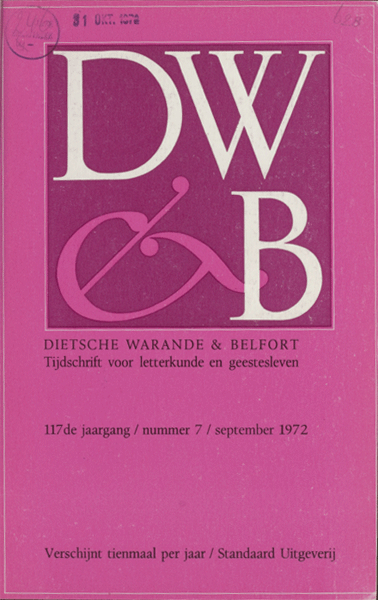 31 OKT. 1972
DW
& B
DIETSCHE WARANDE & BELFORT
Tijdschrift voor letterkunde en geestesleven
117de jaargang / nummer 7 / september 1972
Verschijnt tienmaal per jaar / Standaard Uitgeverij